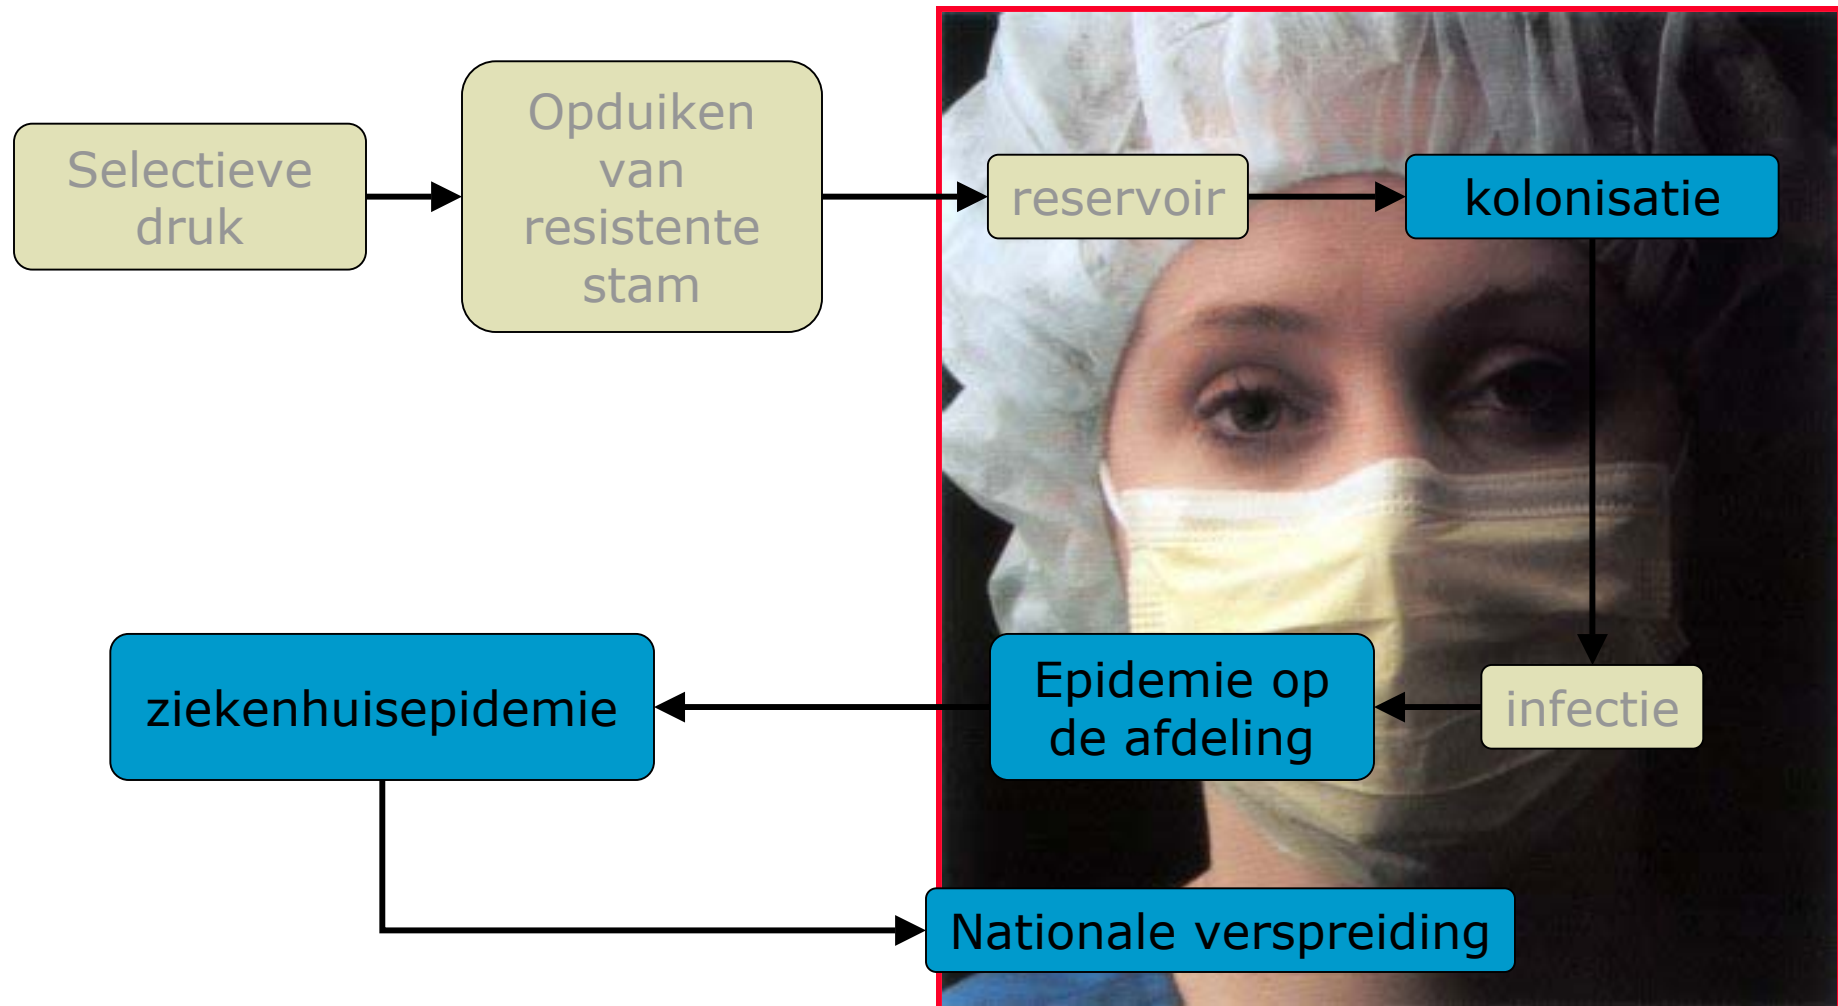 Selectieve
druk
Opduiken
van
resistente
stam
reservoir
kolonisatie
infectie
Epidemie op
de afdeling
ziekenhuisepidemie
Nationale verspreiding